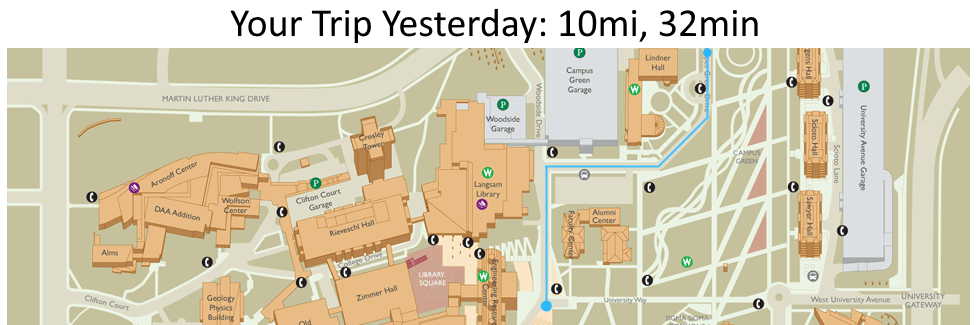 Your Trip Yesterday: 10mi, 32min
MARTIN LUTHER KING DRIVE
Woodside Drive
P
Campus
Green
Garage
Lindner
Hall
W
P
Woodside
Garage
P
University Avenue Garage
Crosley
Tower
Scioto Hall
Scioto Lane
CAMPUS
GREEN
Aronoff Center
P
Clifton Court
Garage
W
Langsam
Library
DAA Addition
Wolfson
Center
Rieveschl Hall
Faculty Center
Alumni
Center
Sawyer Hall
Alms
College Drive
LIBRARY
SQUARE
W
W
Zimmer Hall
Geology
Physics
Building
Clifton Court
Old
Center
University Way
West University Avenue
UNIVERSITY
GATEWAY
SIGMA SIGMA